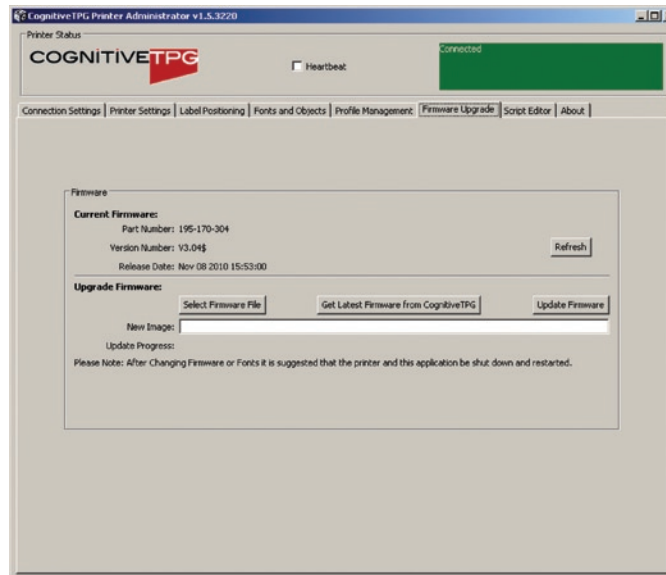 CognitiveTPG Printer Administrator v1.5.3220
Printer Status
COGNITIVETPG
Heartbeat
Connected
Connection Settings Printer Settings Label Positioning Fonts and Objects Profile Management Firmware Upgrade Script Editor About
Firmware
Current Firmware:
Part Number: 195-170-304
Version Number: V3.04$
Refresh
Release Date: Nov 08 2010 15:53:00
Upgrade Firmware:
Select Firmware File Get Latest Firmware from CognitiveTPG Update Firmware
New Image:
Update Progress:
Please Note: After Changing Firmware or Fonts it is suggested that the printer and this application be shut down and restarted.